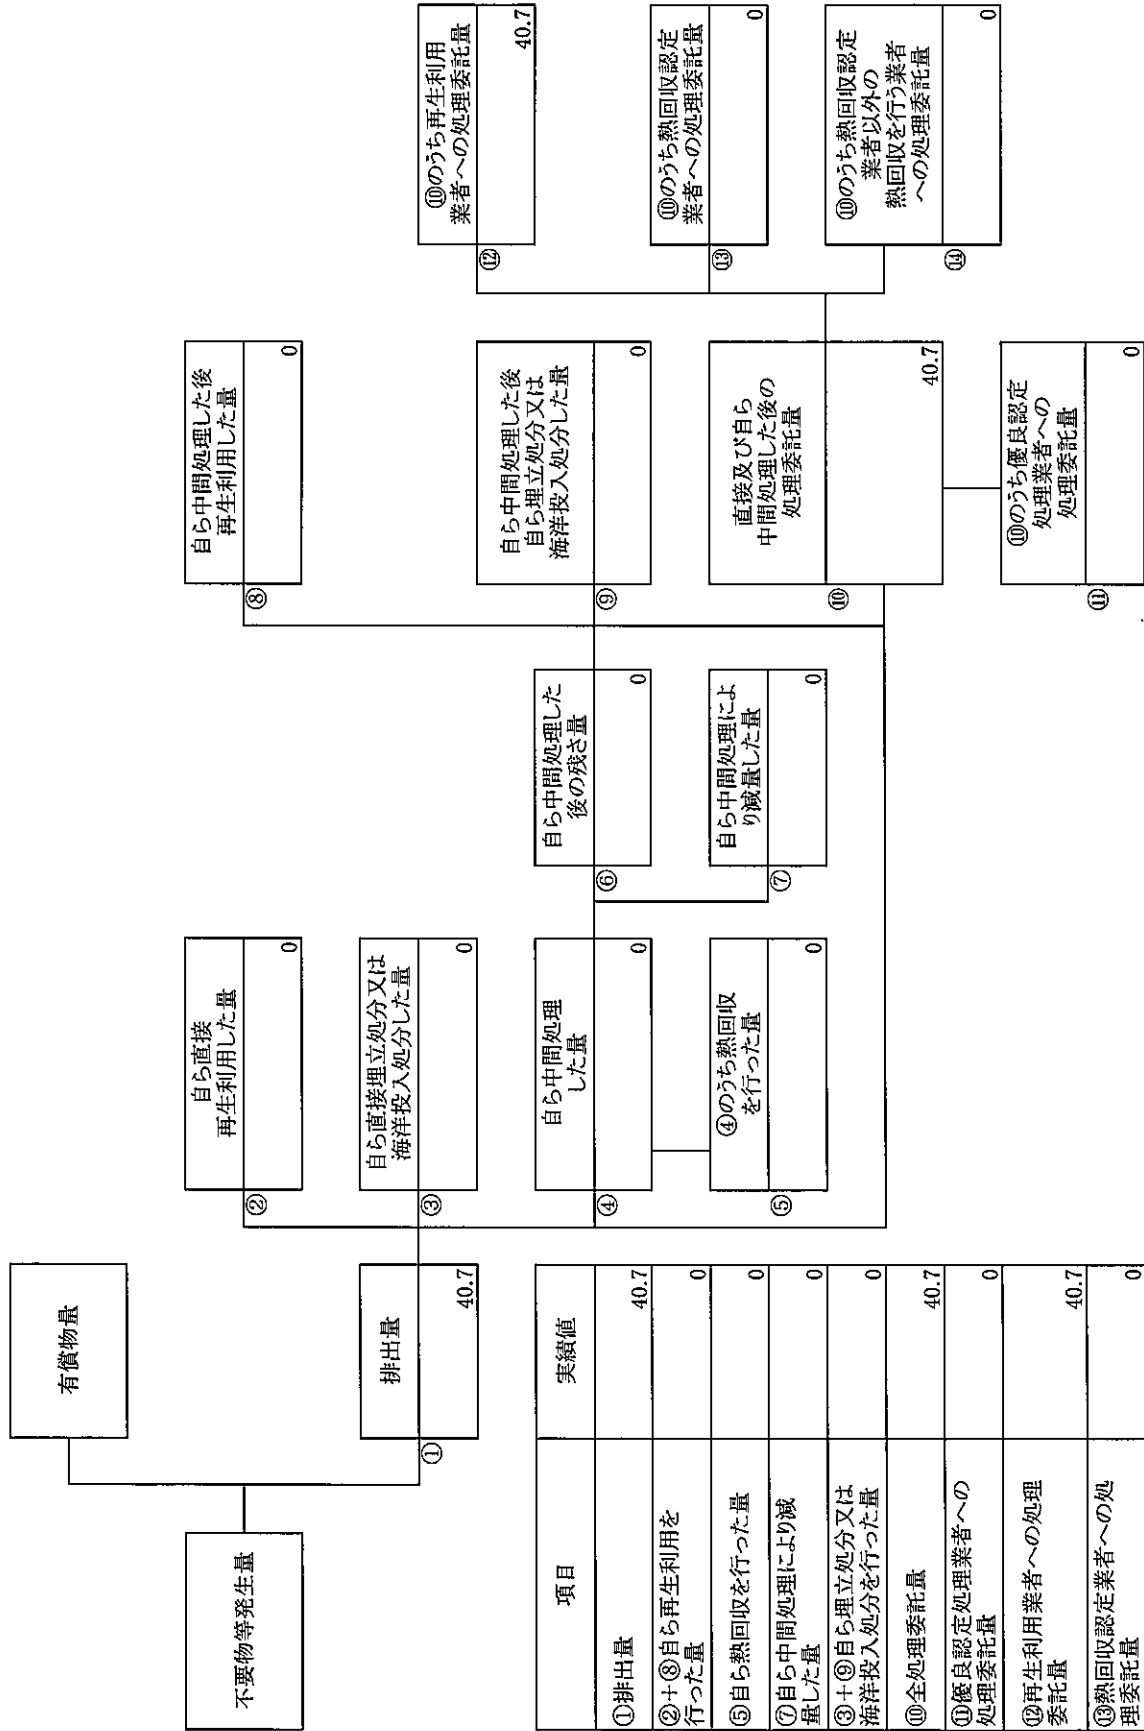 不要物等発生量
有償物量
①
排出量
40.7
②
自ら直接
再生利用した量
0
③
自ら直接埋立処分又は
海洋投入処分した量
0
④
自ら中間処理
した量
0
⑤
④のうち熱回収
を行った量
0
⑥
自ら中間処理した
後の残さ量
0
⑦
自ら中間処理によ
り減量した量
0
⑧
自ら中間処理した後
再生利用した量
0
⑨
自ら中間処理した後
自ら埋立処分又は
海洋投入処分した量
0
⑩
直接及び自ら
中間処理した後の
処理委託量
40.7
⑪
⑩のうち優良認定
処理業者への
処理委託量
0
⑫
⑩のうち再生利用
業者への処理委託量
40.7
⑬
⑩のうち熱回収認定
業者への処理委託量
0
⑭
⑩のうち熱回収認定
業者以外の
熱回収を行う業者
への処理委託量
0
項目 実績値
①排出量 40.7
②+⑧自ら再生利用を
行った量 0
⑤自ら熱回収を行った量 0
⑦自ら中間処理により減
量した量 0
③+⑨自ら埋立処分又は
海洋投入処分を行った量 0
⑩全処理委託量 40.7
⑪優良認定処理業者への
処理委託量 0
⑫再生利用業者への処理
委託量 40.7
⑬熱回収認定業者への処
理委託量 0